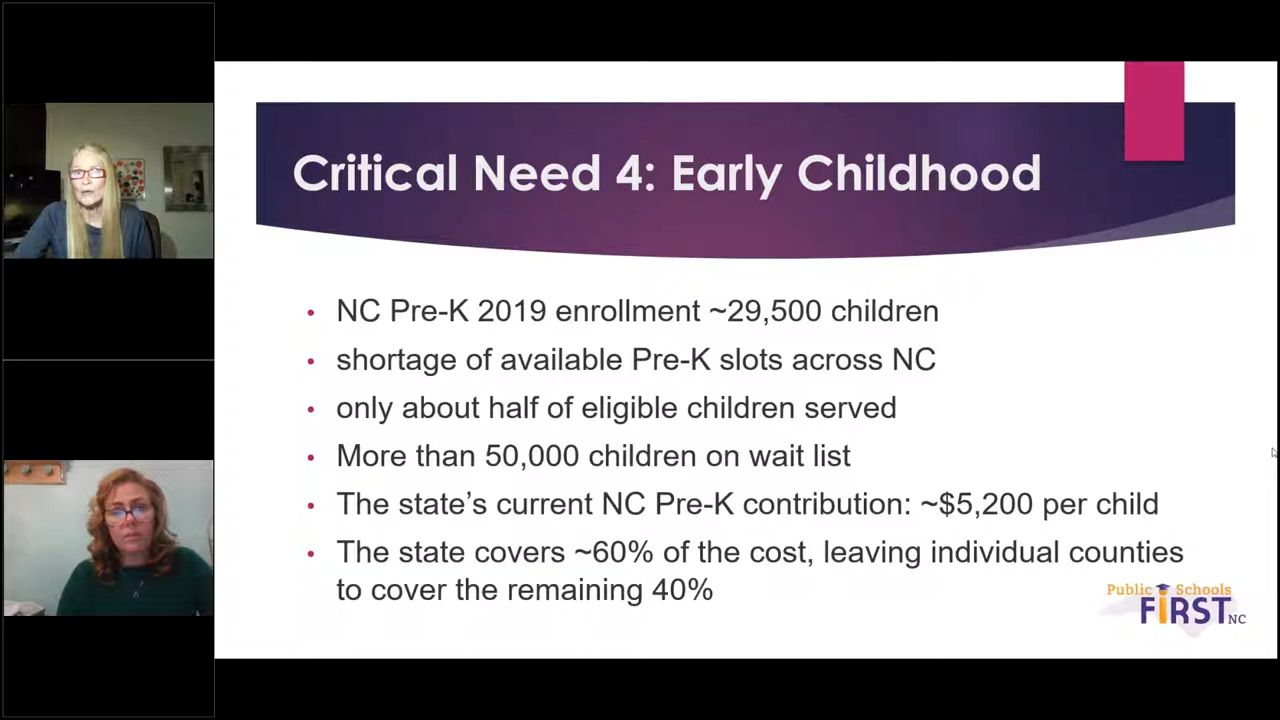 Critical Need 4: Early Childhood
NC Pre-K 2019 enrollment ~29,500 children
shortage of available Pre-K slots across NC
only about half of eligible children served
More than 50,000 children on wait list
The state’s current NC Pre-K contribution: ~$5,200 per child
The state covers ~60% of the cost, leaving individual counties
to cover the remaining 40%
Public Schools
FiRST NC